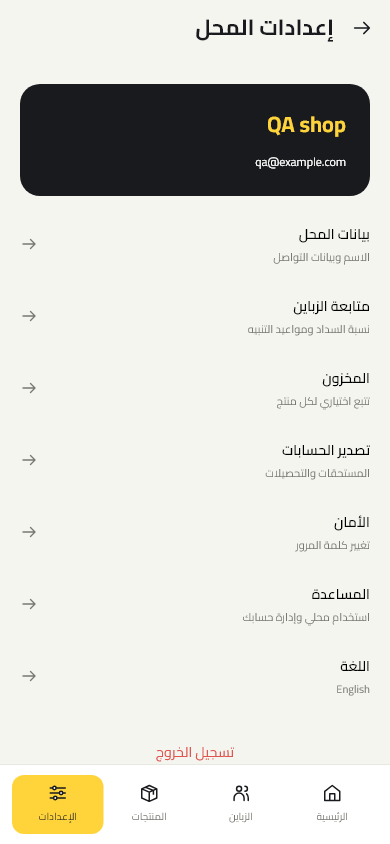 إعدادات المحل
QA shop
qa@example.com
بيانات المحل
الاسم وبيانات التواصل
متابعة الزباين
نسبة السداد ومواعيد التنبيه
المخزون
تتبع اختياري لكل منتج
تصدير الحسابات
المستحقات والتحصيلات
الأمان
تغيير كلمة المرور
المساعدة
استخدام محلي وإدارة حسابك
اللغة
English
تسجيل الخروج
الرئيسية
الزباين
المنتجات
الإعدادات